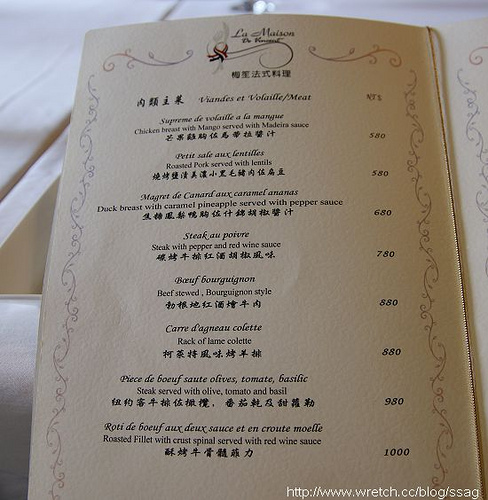 La Maison
De Vincent
梅笙法式料理
肉類主菜 Viandes et Volaille/Meat NT$
Supreme de volaille a la mangue
Chicken breast with Mango served with Madeira sauce
芒果雞胸佐馬蒂拉醬汁 580
Petit sale aux lentilles
Roasted Pork served with lentils
燒烤鹽漬美濃小黑毛豬肉佐扁豆 580
Magret de Canard aux caramel ananas
Duck breast with caramel pineapple served with pepper sauce
焦糖鳳梨鴨胸佐什錦胡椒醬汁 680
Steak au poivre
Steak with pepper and red wine sauce
碳烤牛排紅酒胡椒風味 780
Bœuf bourguignon
Beef stewed , Bourguignon style
勃根地紅酒燴牛肉 880
Carre d'agneau colette
Rack of lame colette
柯萊特風味烤羊排 880
Piece de boeuf saute olives, tomato, basilic
Steak served with olive, tomato and basil
紐約客牛排佐橄欖，番茄乾及甜蘿勒 980
Roti de boeuf aux deux sauce et en croute moelle
Roasted Fillet with crust spinal served with red wine sauce
酥烤牛骨髓菲力 1000
http://www.wretch.cc/blog/ssag